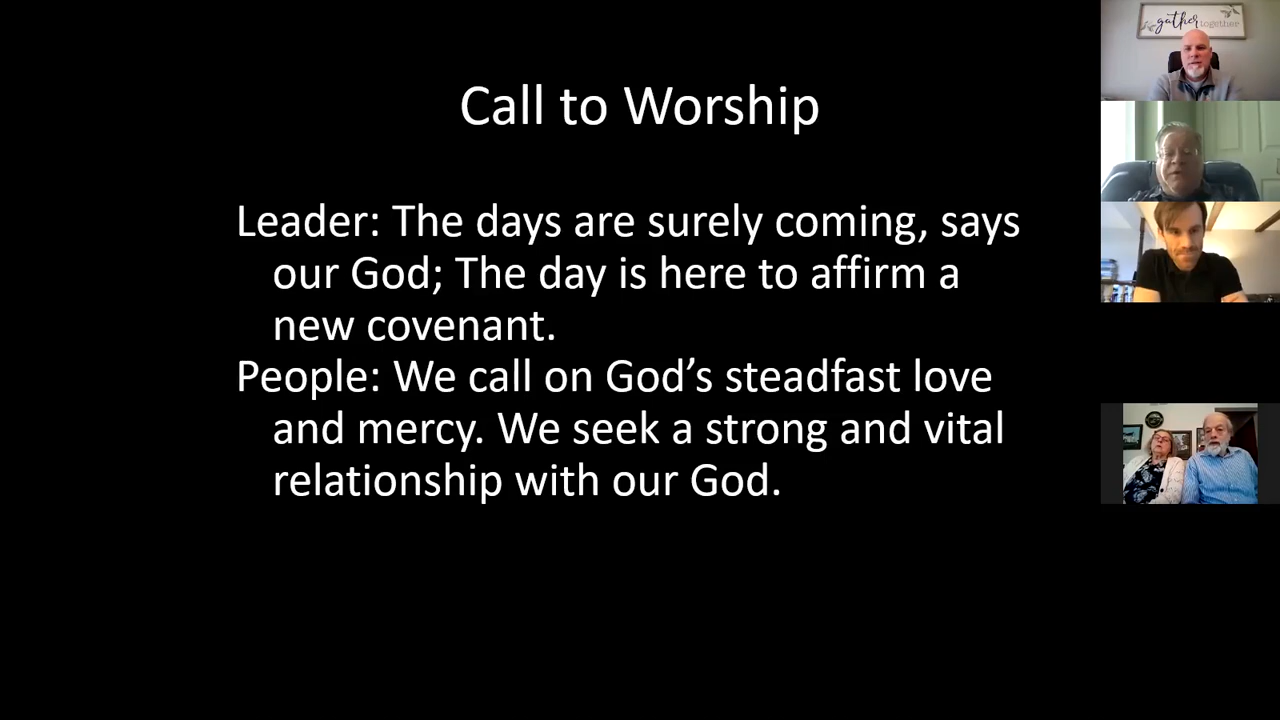 gather together
Call to Worship
Leader: The days are surely coming, says
our God; The day is here to affirm a
new covenant.
People: We call on God’s steadfast love
and mercy. We seek a strong and vital
relationship with our God.